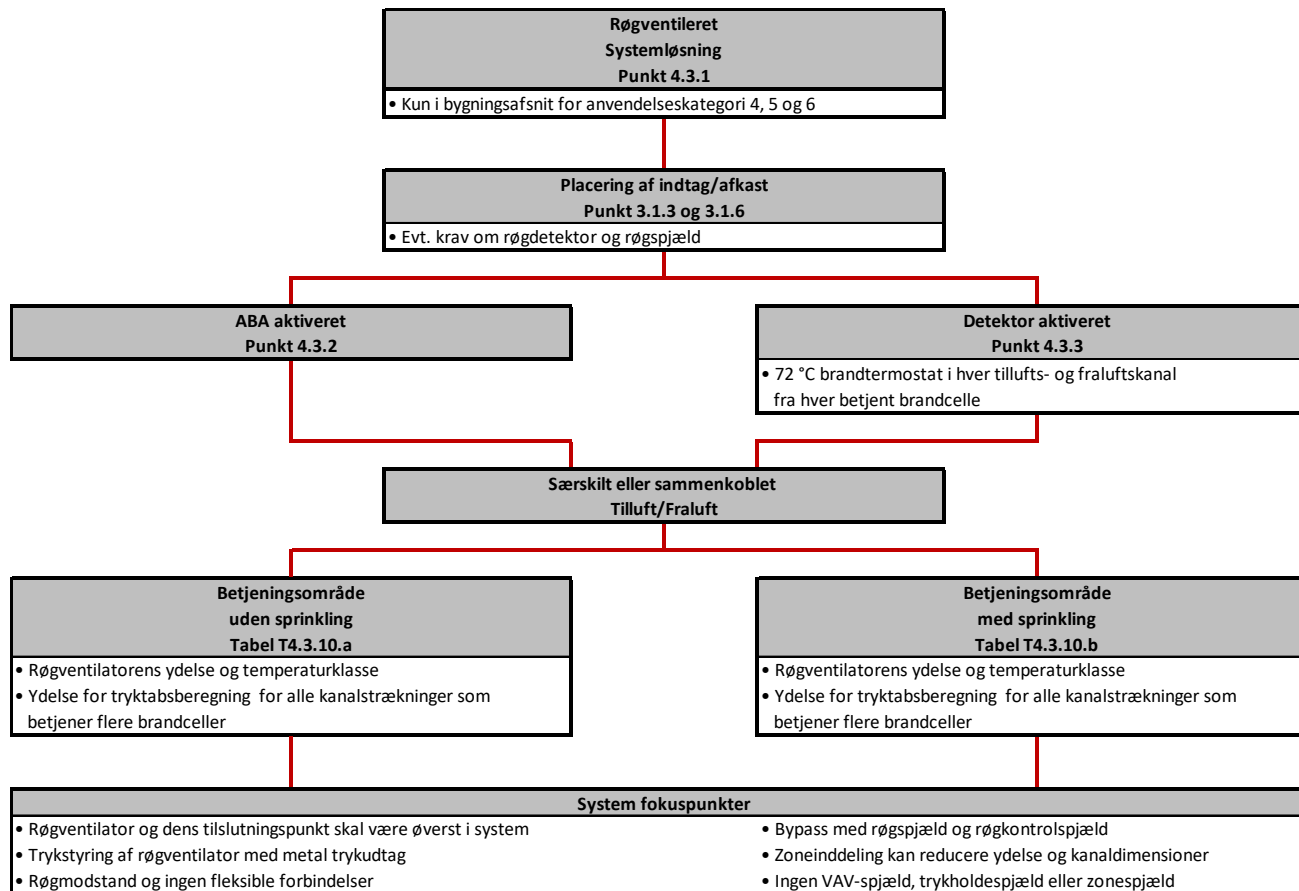 Røgventileret
Systemløsning
Punkt 4.3.1
• Kun i bygningsafsnit for anvendelseskategori 4, 5 og 6
Placering af indtag/afkast
Punkt 3.1.3 og 3.1.6
• Evt. krav om røgdetektor og røgspjæld
ABA aktiveret
Punkt 4.3.2
Detektor aktiveret
Punkt 4.3.3
• 72 °C brandtermostat i hver tillufts- og fraluftskanal
fra hver betjent brandcelle
Særskilt eller sammenkoblet
Tilluft/Fraluft
Betjeningsområde
uden sprinkling
Tabel T4.3.10.a
• Røgventilatorens ydelse og temperaturklasse
• Ydelse for tryktabsberegning for alle kanalstrækninger som
betjener flere brandceller
Betjeningsområde
med sprinkling
Tabel T4.3.10.b
• Røgventilatorens ydelse og temperaturklasse
• Ydelse for tryktabsberegning for alle kanalstrækninger som
betjener flere brandceller
System fokuspunkter
• Røgventilator og dens tilslutningspunkt skal være øverst i system
• Trykstyring af røgventilator med metal trykudtag
• Røgmodstand og ingen fleksible forbindelser
• Bypass med røgspjæld og røgkontrolspjæld
• Zoneinddeling kan reducere ydelse og kanaldimensioner
• Ingen VAV-spjæld, trykholdespjæld eller zonespjæld